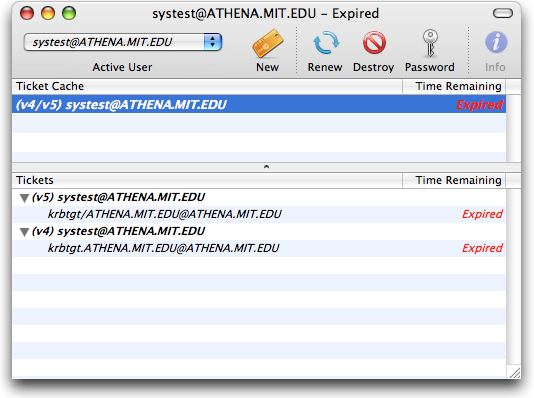 systest@ATHENA.MIT.EDU – Expired
systest@ATHENA.MIT.EDU
Active User
New
Renew
Destroy
Password
Info
Ticket Cache Time Remaining
(v4/v5) systest@ATHENA.MIT.EDU Expired
Tickets Time Remaining
(v5) systest@ATHENA.MIT.EDU
krbtgt/ATHENA.MIT.EDU@ATHENA.MIT.EDU Expired
(v4) systest@ATHENA.MIT.EDU
krbtgt.ATHENA.MIT.EDU@ATHENA.MIT.EDU Expired